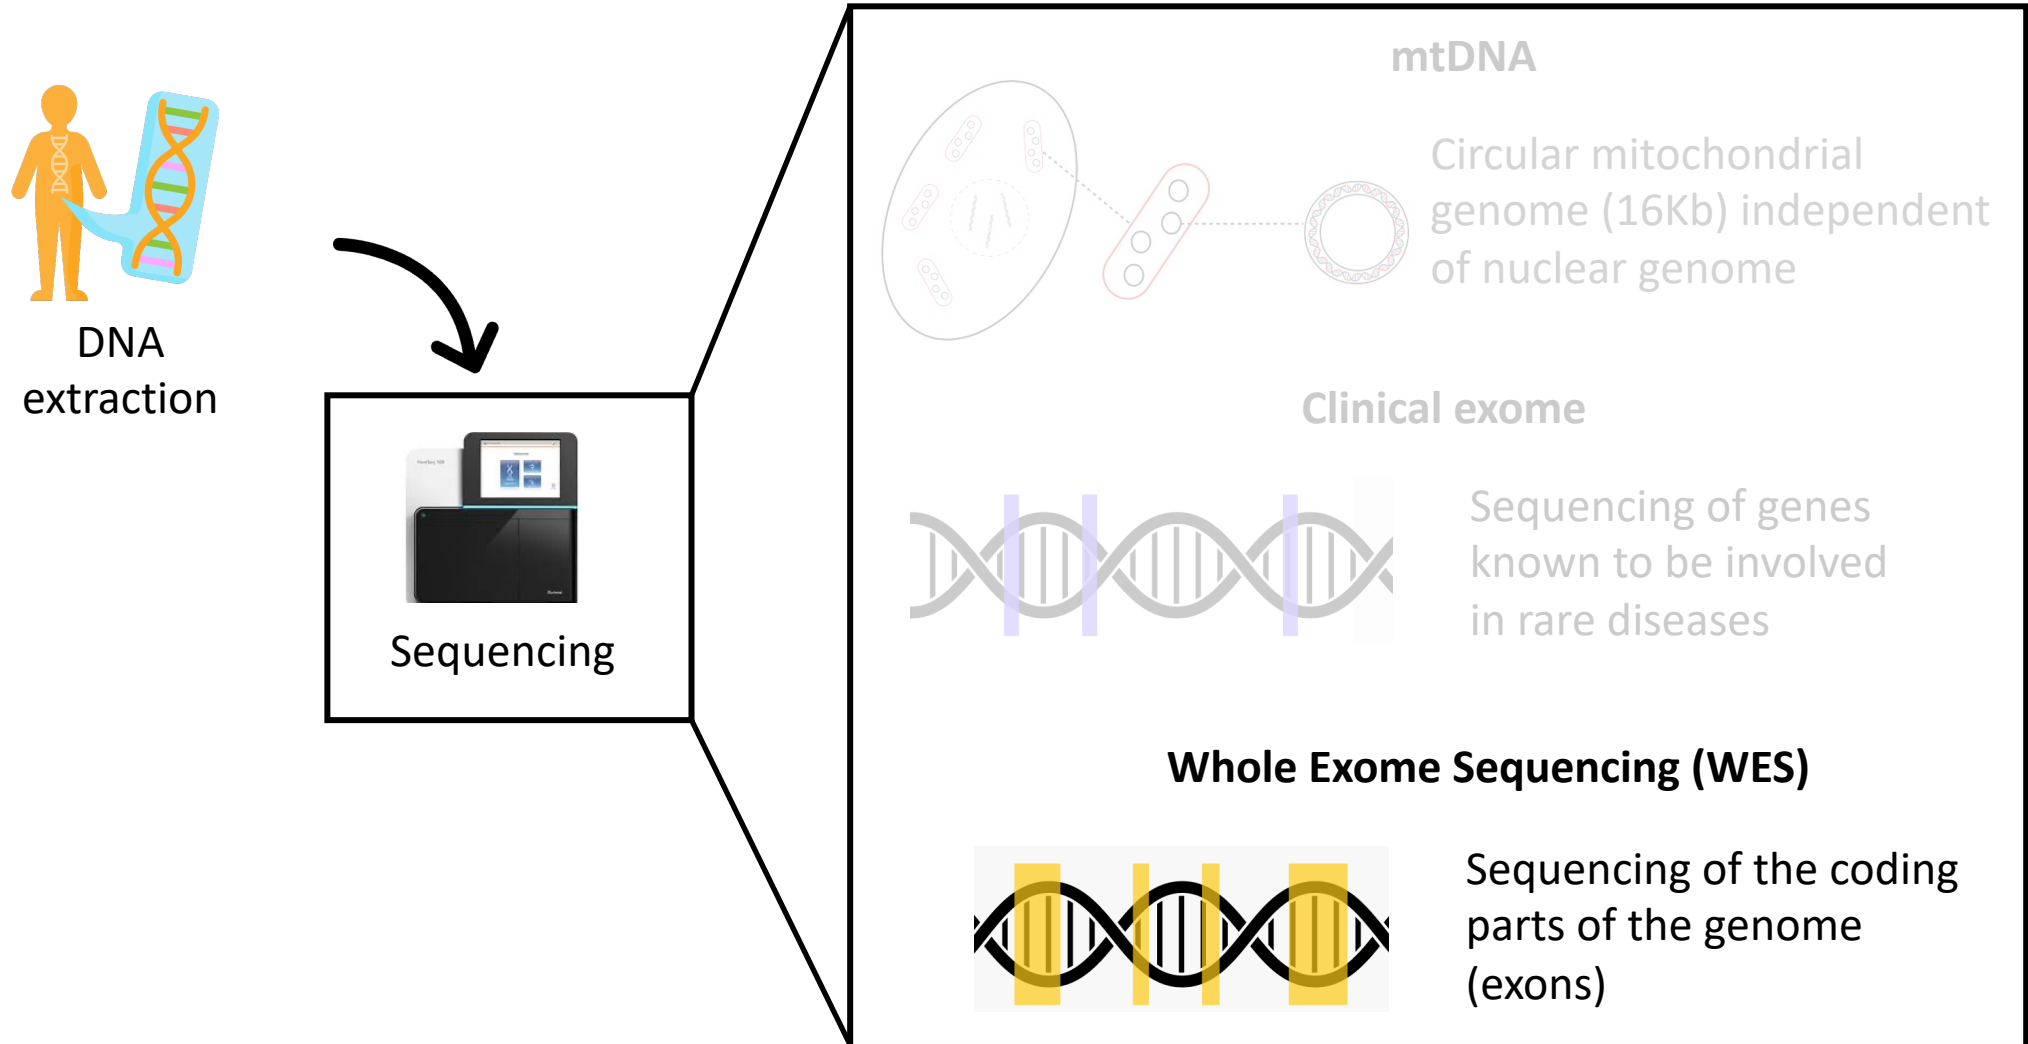 DNA
extraction
Sequencing
mtDNA
Circular mitochondrial
genome (16Kb) independent
of nuclear genome
Clinical exome
Sequencing of genes
known to be involved
in rare diseases
Whole Exome Sequencing (WES)
Sequencing of the coding
parts of the genome
(exons)